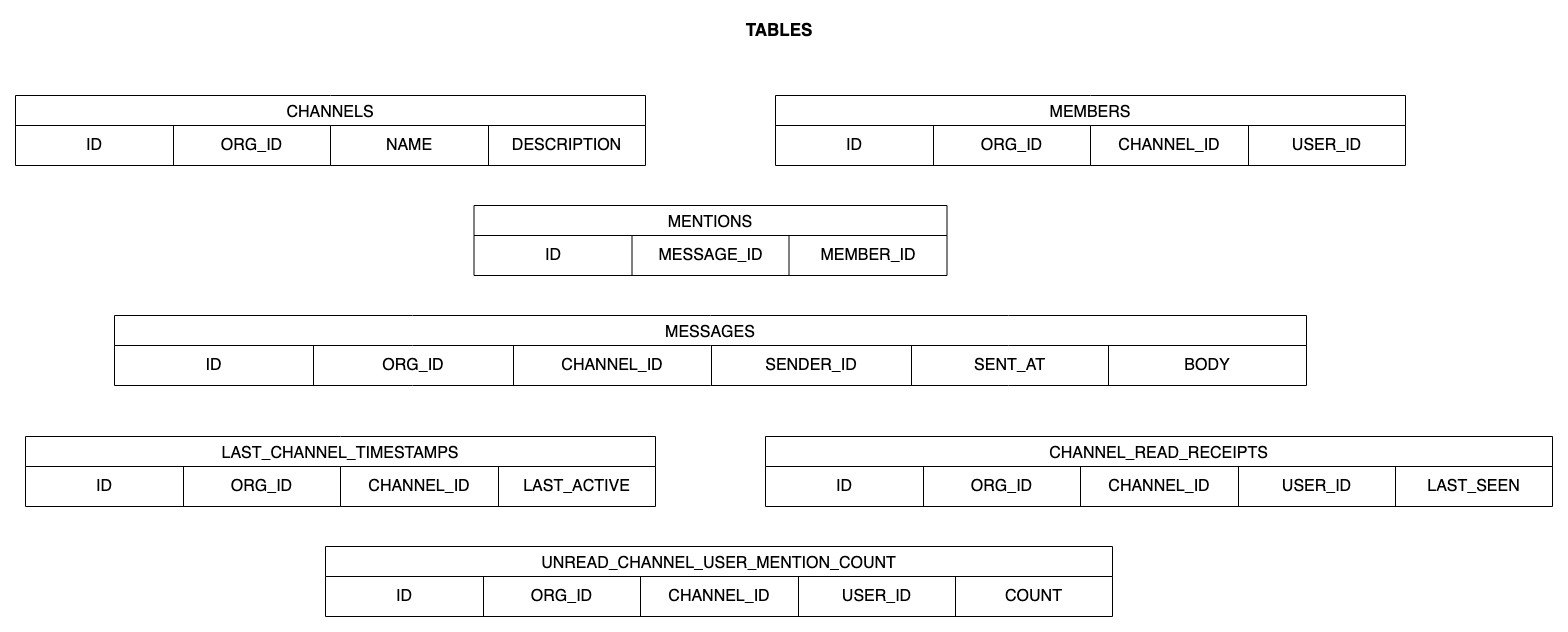 TABLES
CHANNELS
ID ORG_ID NAME DESCRIPTION
MEMBERS
ID ORG_ID CHANNEL_ID USER_ID
MENTIONS
ID MESSAGE_ID MEMBER_ID
MESSAGES
ID ORG_ID CHANNEL_ID SENDER_ID SENT_AT BODY
LAST_CHANNEL_TIMESTAMPS
ID ORG_ID CHANNEL_ID LAST_ACTIVE
CHANNEL_READ_RECEIPTS
ID ORG_ID CHANNEL_ID USER_ID LAST_SEEN
UNREAD_CHANNEL_USER_MENTION_COUNT
ID ORG_ID CHANNEL_ID USER_ID COUNT